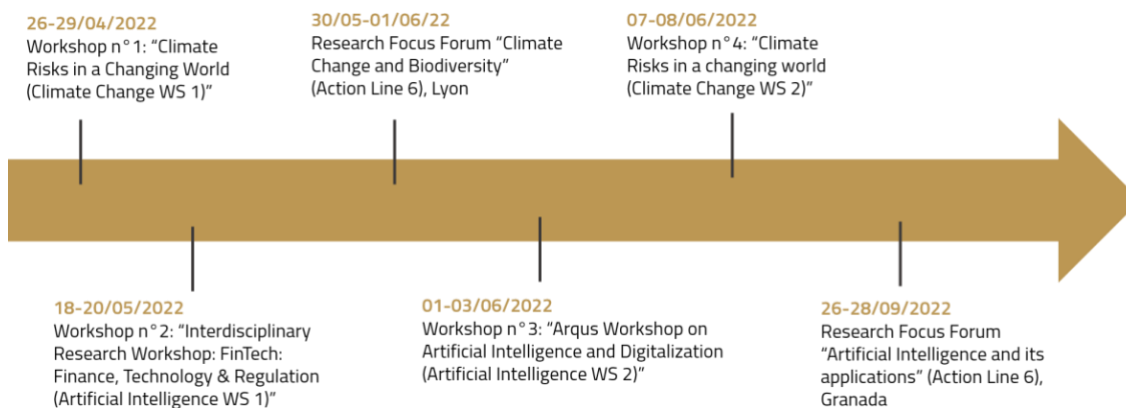 26-29/04/2022
Workshop n°1: “Climate
Risks in a Changing World
(Climate Change WS 1)”
30/05-01/06/22
Research Focus Forum “Climate
Change and Biodiversity”
(Action Line 6), Lyon
07-08/06/2022
Workshop n°4: “Climate
Risks in a changing world
(Climate Change WS 2)”
18-20/05/2022
Workshop n°2: “Interdisciplinary
Research Workshop: FinTech:
Finance, Technology & Regulation
(Artificial Intelligence WS 1)”
01-03/06/2022
Workshop n°3: “Arqus Workshop on
Artificial Intelligence and Digitalization
(Artificial Intelligence WS 2)”
26-28/09/2022
Research Focus Forum
“Artificial Intelligence and its
applications” (Action Line 6),
Granada